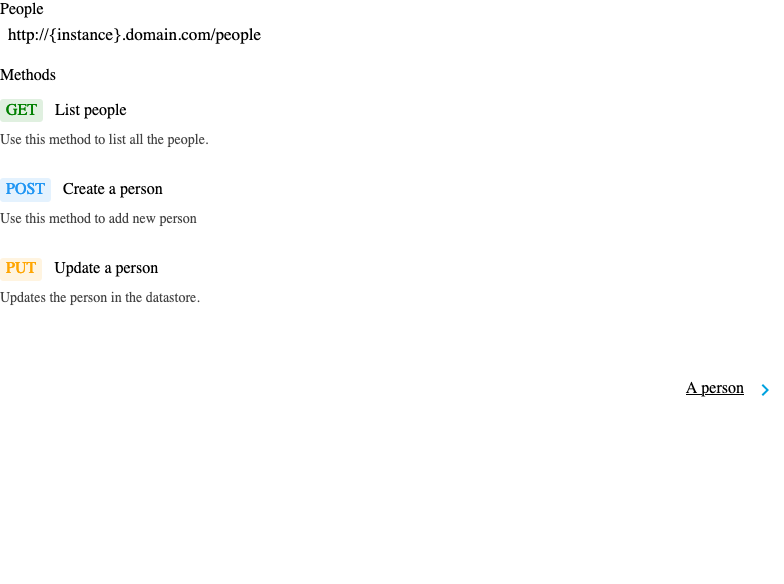 People
http://{instance}.domain.com/people
Methods
GET List people
Use this method to list all the people.
POST Create a person
Use this method to add new person
PUT Update a person
Updates the person in the datastore.
A person